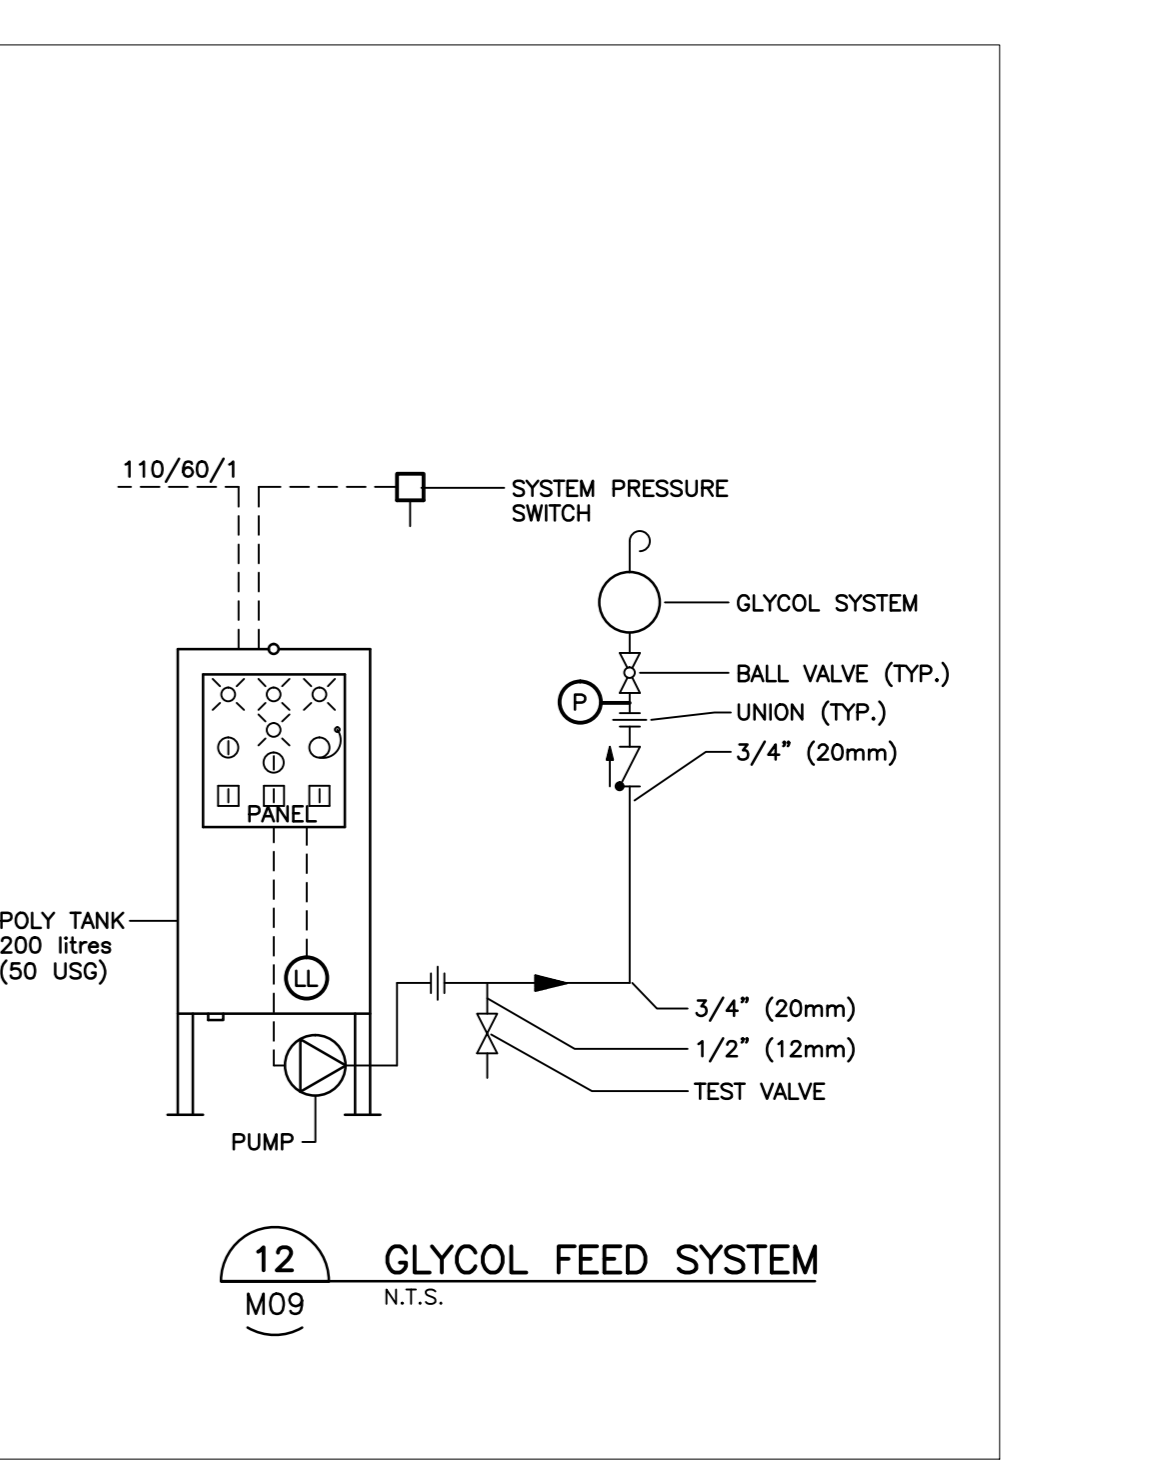 110/60/1
SYSTEM PRESSURE
SWITCH
GLYCOL SYSTEM
BALL VALVE (TYP.)
P
UNION (TYP.)
3/4" (20mm)
PANEL
POLY TANK
200 litres
(50 USG)
LL
3/4" (20mm)
1/2" (12mm)
TEST VALVE
PUMP
12
M09
GLYCOL FEED SYSTEM
N.T.S.